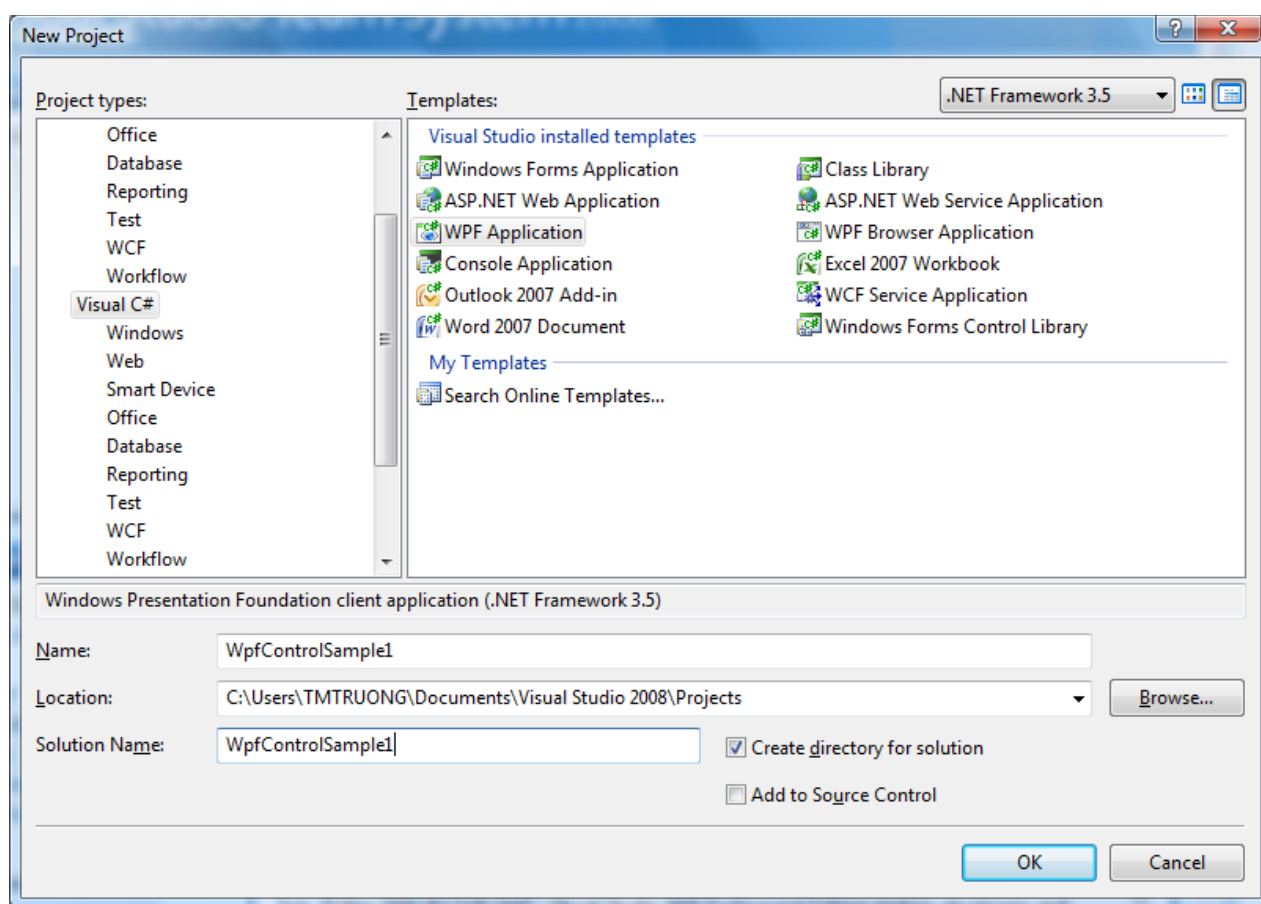 New Project
Project types:
Templates:
.NET Framework 3.5
Office
Database
Reporting
Test
WCF
Workflow
Visual C#
Windows
Web
Smart Device
Office
Database
Reporting
Test
WCF
Workflow
Visual Studio installed templates
Windows Forms Application
Class Library
ASP.NET Web Application
ASP.NET Web Service Application
WPF Application
WPF Browser Application
Console Application
Excel 2007 Workbook
Outlook 2007 Add-in
WCF Service Application
Word 2007 Document
Windows Forms Control Library
My Templates
Search Online Templates...
Windows Presentation Foundation client application (.NET Framework 3.5)
Name:
WpfControlSample1
Location:
C:\Users\TMTRUONG\Documents\Visual Studio 2008\Projects
Browse...
Solution Name:
WpfControlSample1
Create directory for solution
Add to Source Control
OK
Cancel